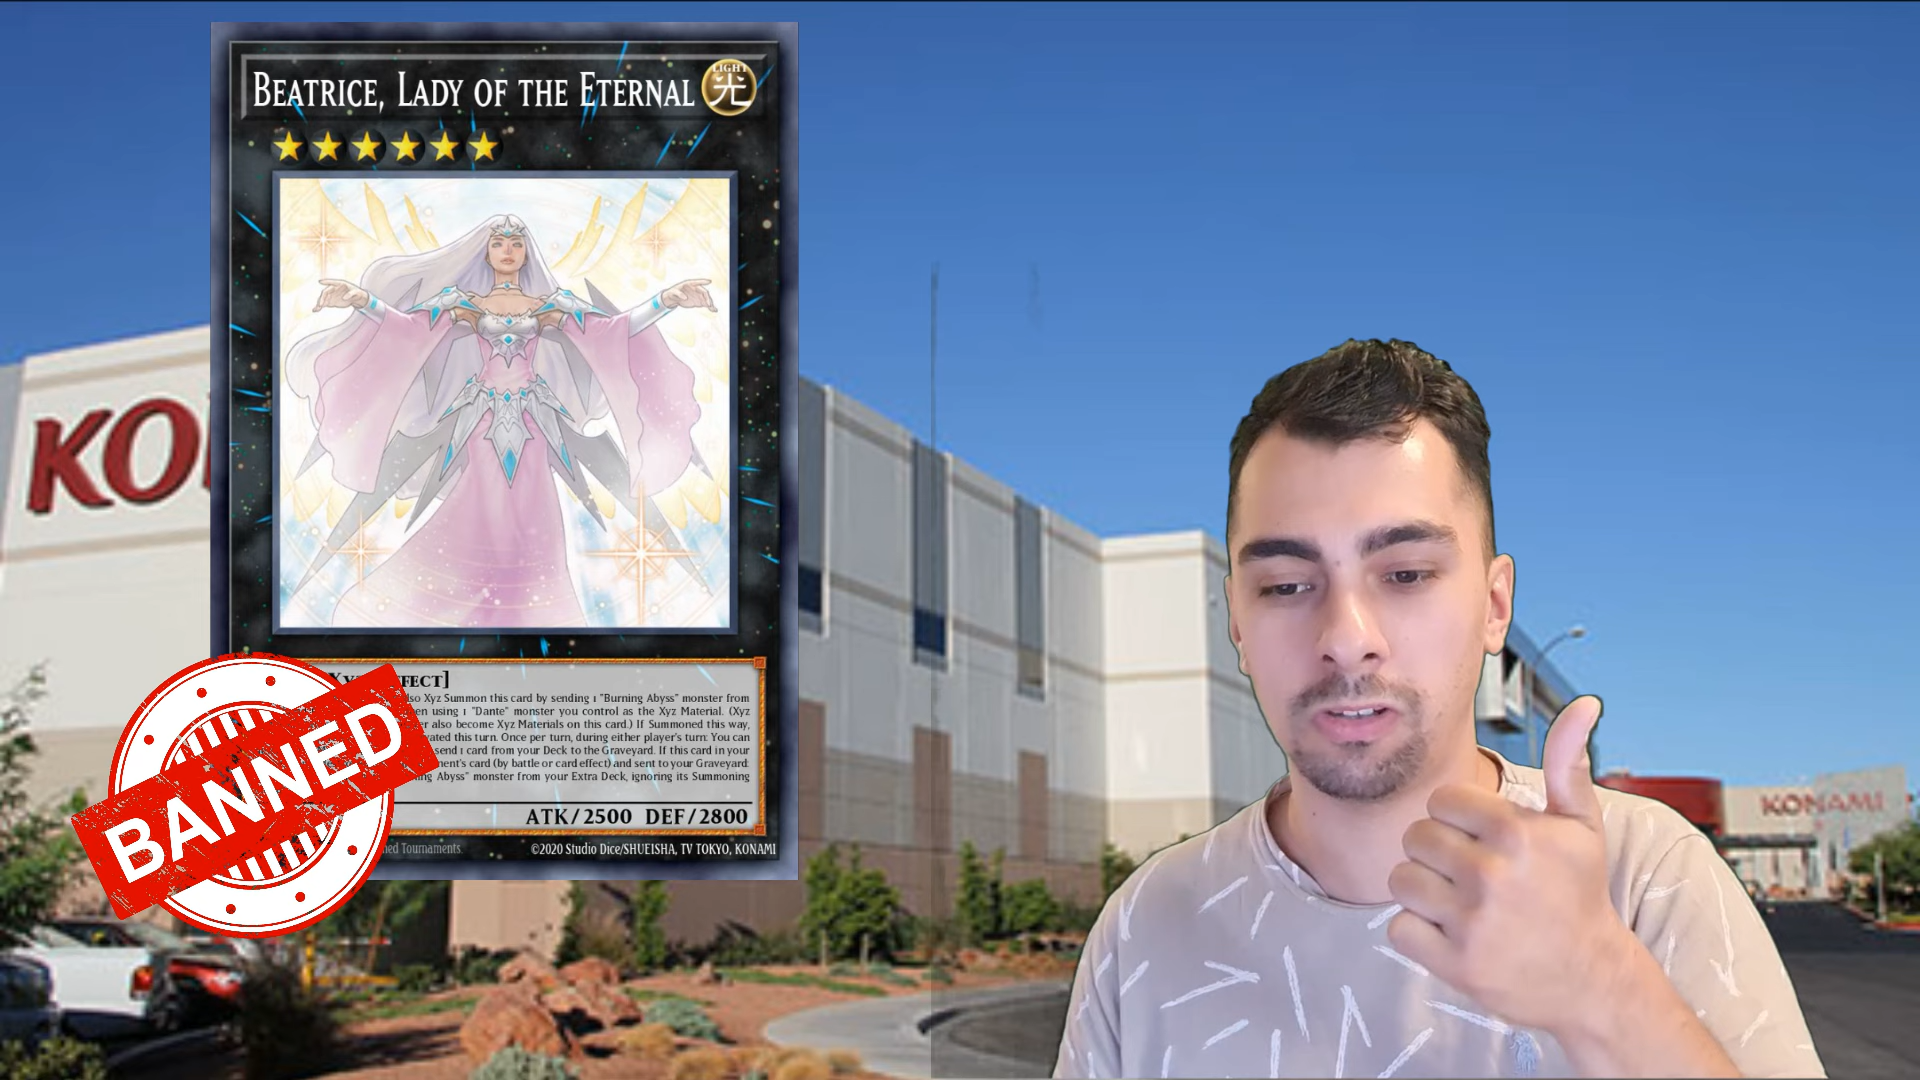 BEATRICE, LADY OF THE ETERNAL
LIGHT
光
KO
FECT]
lso Xyz Summon this card by sending 1 "Burning Abyss" monster from
en using 1 "Dante" monster you control as the Xyz Material. (Xyz
er also become Xyz Materials on this card.) If Summoned this way,
vated this turn. Once per turn, during either player's turn: You can
send 1 card from your Deck to the Graveyard. If this card in your
nent's card (by battle or card effect) and sent to your Graveyard:
ing Abyss" monster from your Extra Deck, ignoring its Summoning
BANNED
ATK/2500 DEF/2800
ned Tournaments.
©2020 Studio Dice/SHUEISHA, TV TOKYO, KONAMI
KONAMI